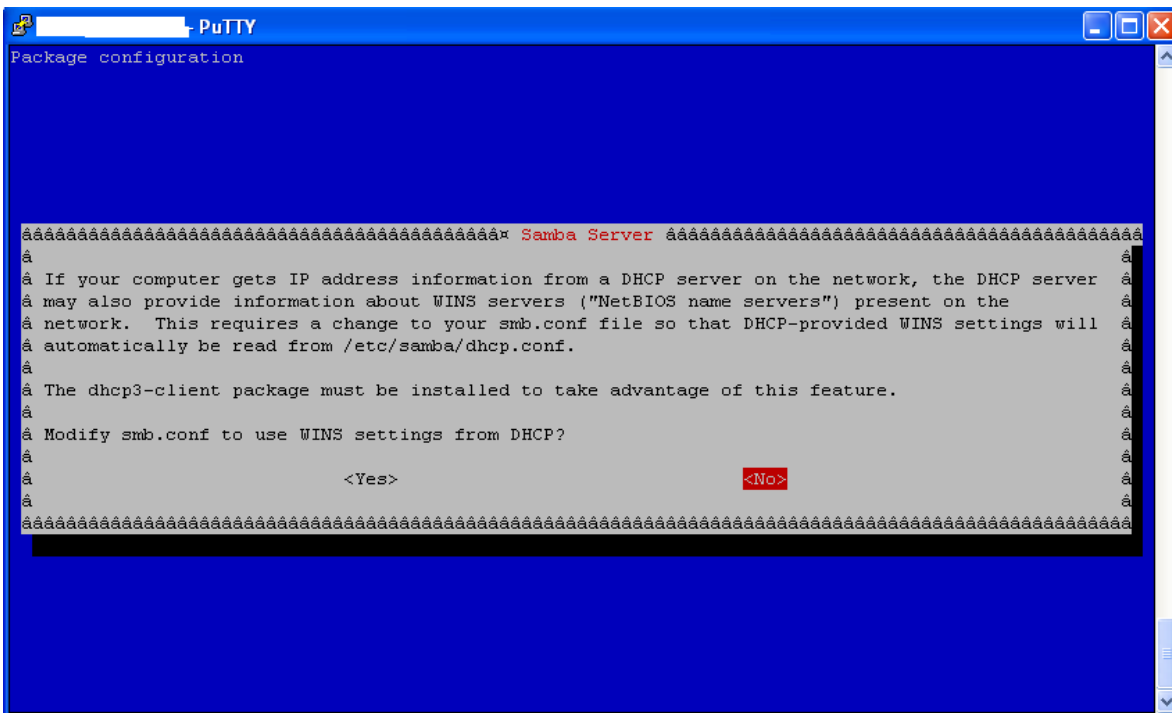 - PuTTY
Package configuration
âââââââââââââââââââââââââââââââââââââââââââ¤ Samba Server âââââââââââââââââââââââââââââââââââââââââââ
â â
â If your computer gets IP address information from a DHCP server on the network, the DHCP server â
â may also provide information about WINS servers ("NetBIOS name servers") present on the â
â network. This requires a change to your smb.conf file so that DHCP-provided WINS settings will â
â automatically be read from /etc/samba/dhcp.conf. â
â â
â The dhcp3-client package must be installed to take advantage of this feature. â
â â
â Modify smb.conf to use WINS settings from DHCP? â
â â
â <Yes> <No> â
â â
âââââââââââââââââââââââââââââââââââââââââââââââââââââââââââââââââââââââââââââââââââââââââââââââââââââ